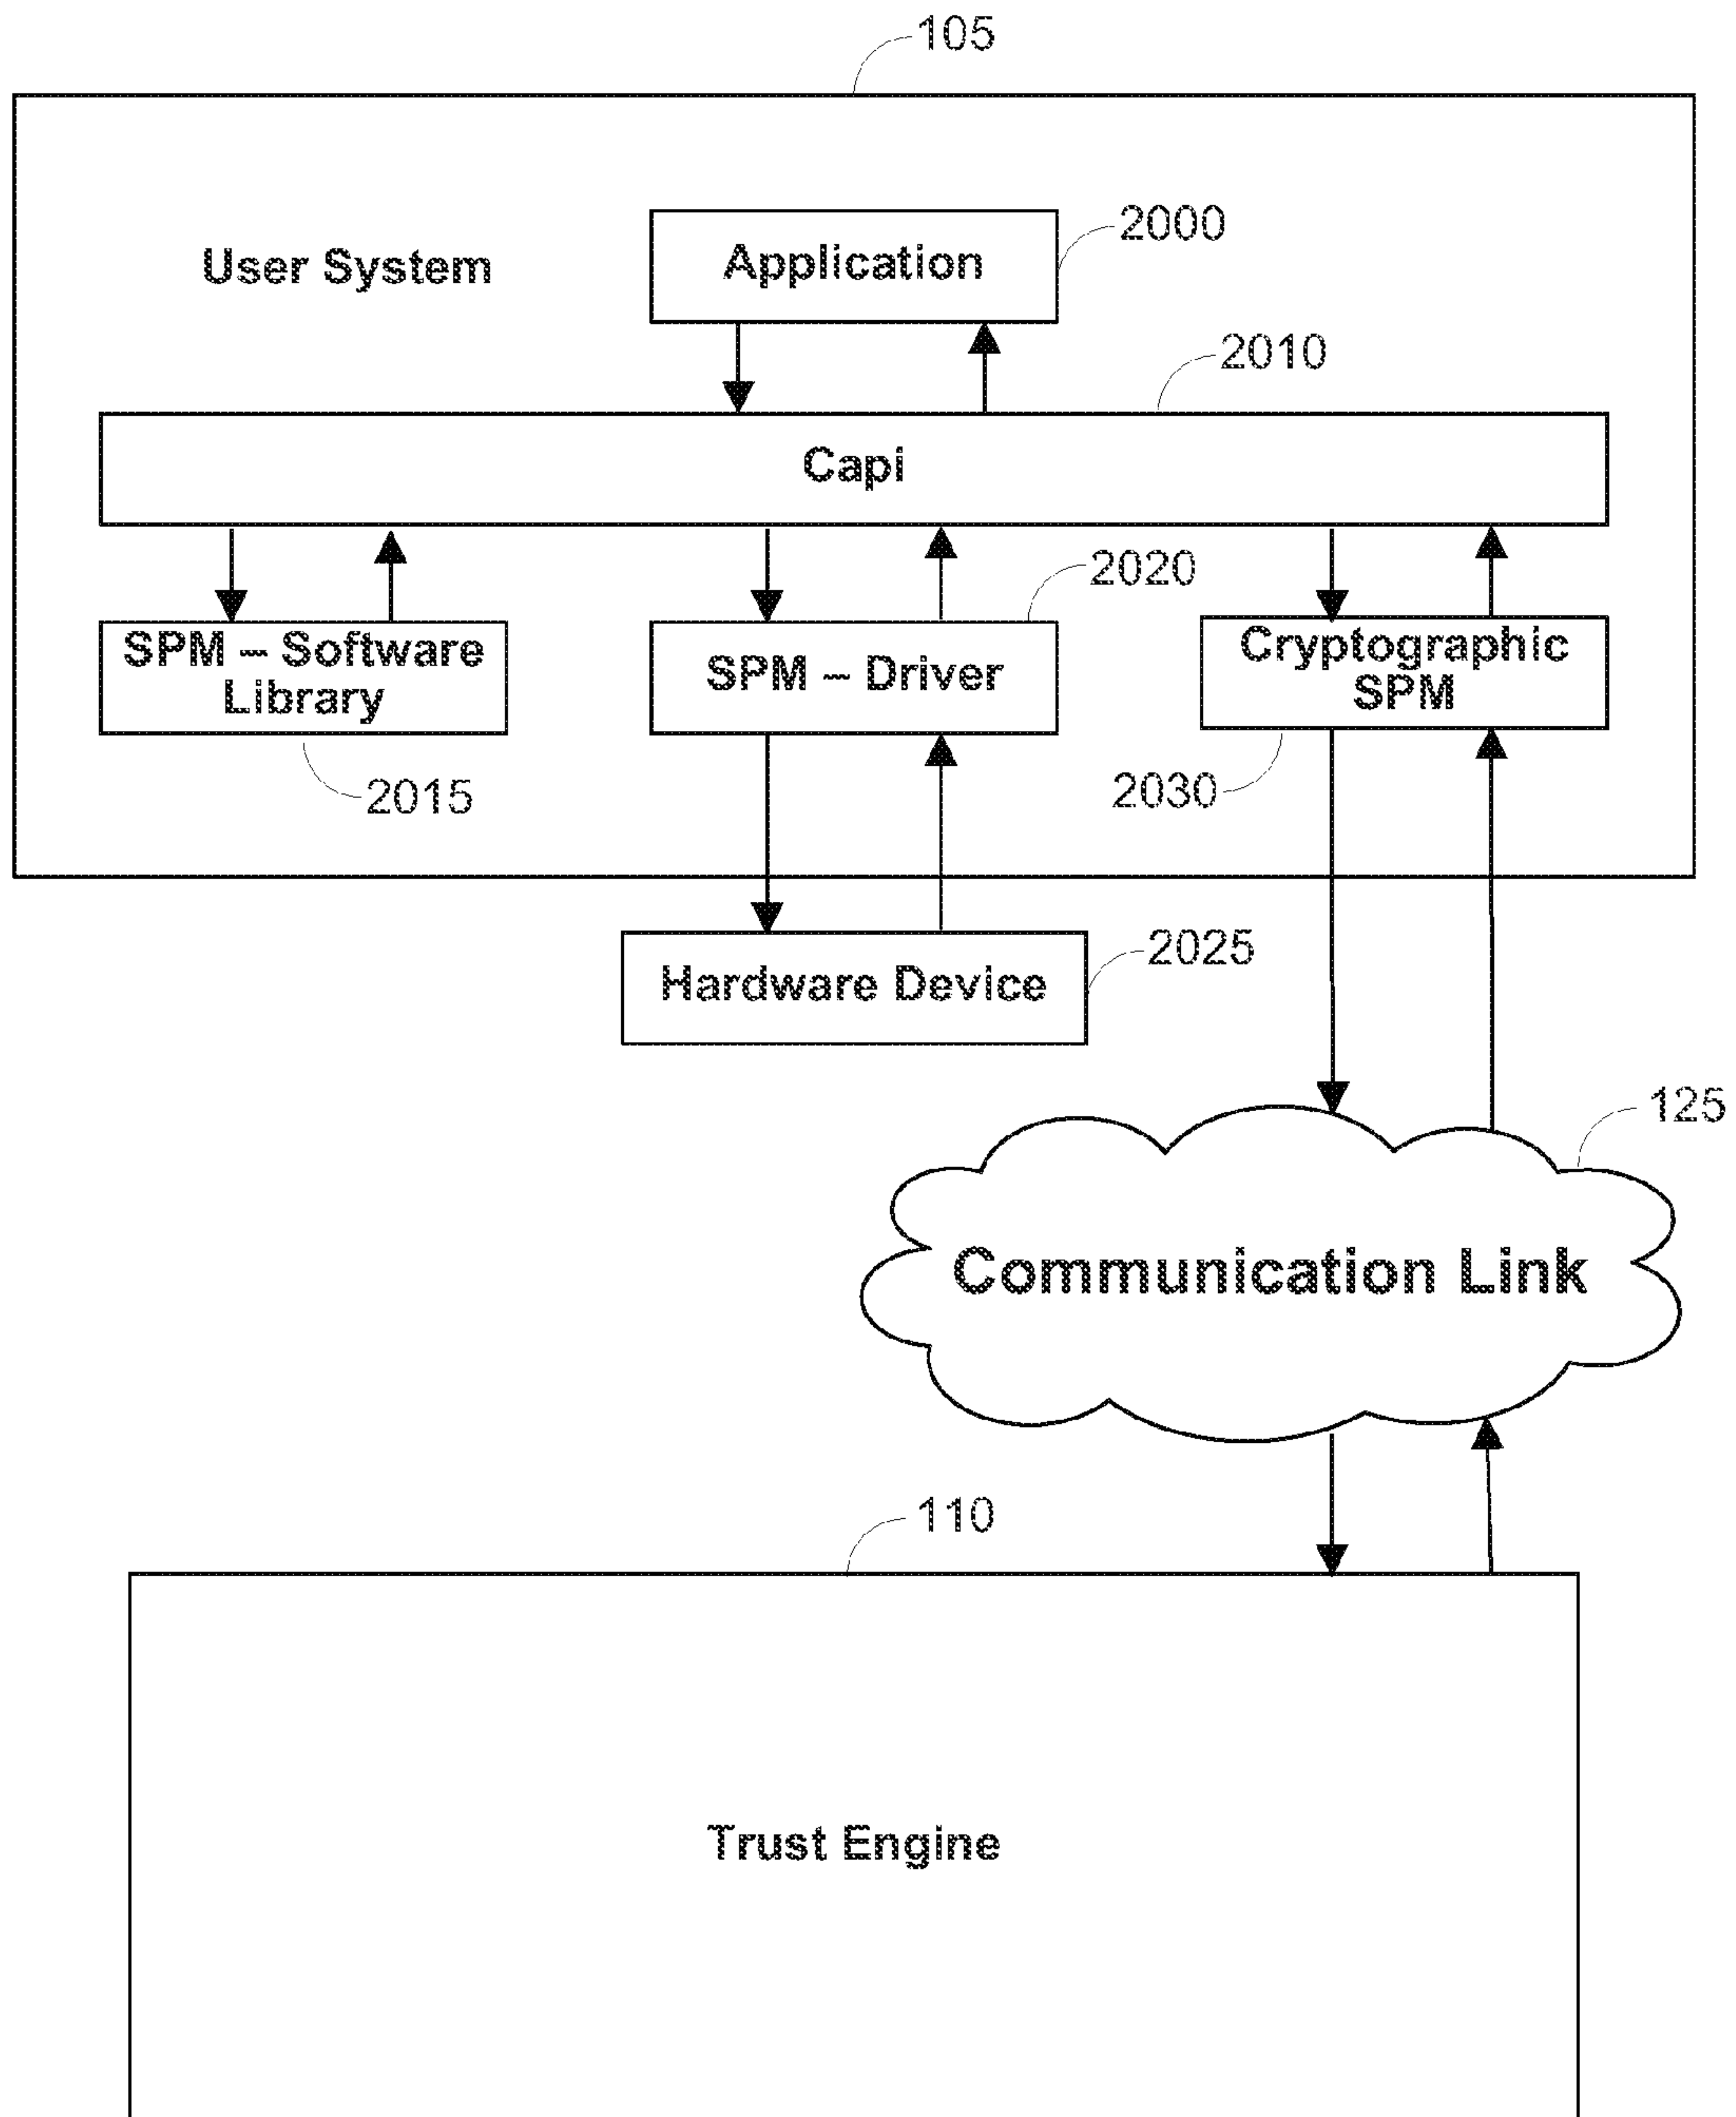 105
User System
Application
2000
2010
Capi
2020
SPM – Software
Library
SPM – Driver
Cryptographic
SPM
2015
2030
Hardware Device
2025
125
Communication Link
110
Trust Engine